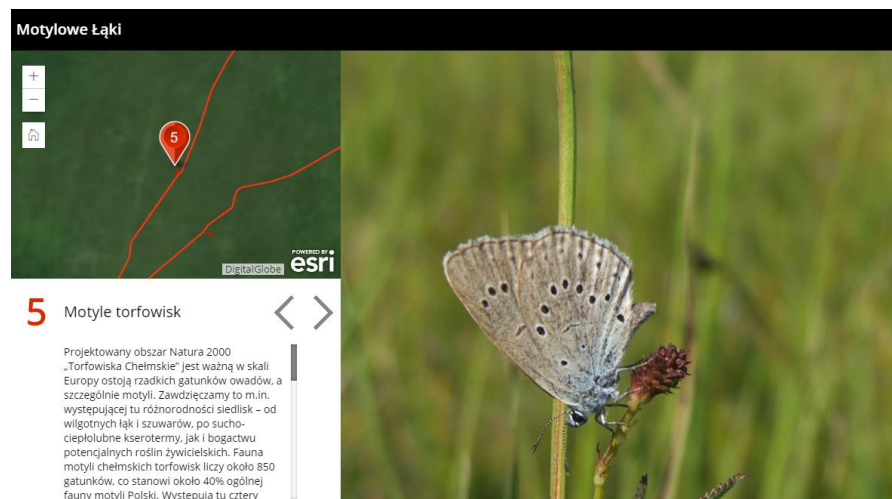 Motylowe Łąki
+
−
5
POWERED BY
esri
DigitalGlobe
5 Motyle torfowisk
Projektowany obszar Natura 2000
„Torfowiska Chełmskie" jest ważną w skali
Europy ostoją rzadkich gatunków owadów, a
szczególnie motyli. Zawdzięczamy to m.in.
występującej tu różnorodności siedlisk – od
wilgotnych łąk i szuwarów, po sucho-
ciepłolubne kserotermy, jak i bogactwu
potencjalnych roślin żywicielskich. Fauna
motyli chełmskich torfowisk liczy około 850
gatunków, co stanowi około 40% ogólnej
fauny motyli Polski. Występują tu cztery